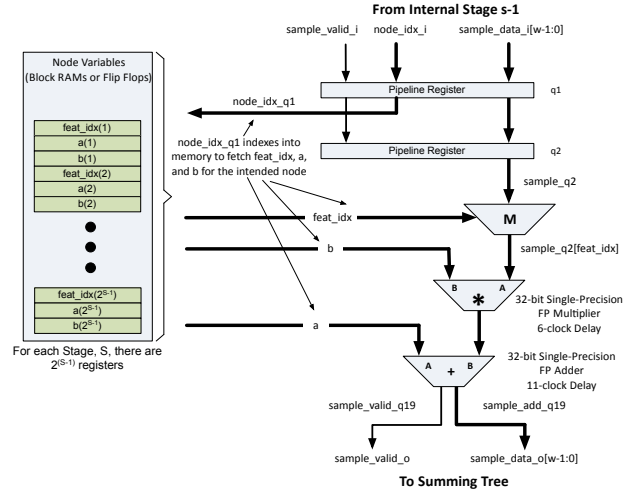 From Internal Stage s-1
sample_valid_i
node_idx_i
sample_data_i[w-1:0]
Node Variables
(Block RAMs or Flip Flops)
Pipeline Register
q1
node_idx_q1
feat_idx(1)
a(1)
b(1)
feat_idx(2)
a(2)
b(2)
node_idx_q1 indexes into
memory to fetch feat_idx, a,
and b for the intended node
Pipeline Register
q2
sample_q2
feat_idx
M
b
sample_q2[feat_idx]
B
A
*
32-bit Single-Precision
FP Multiplier
6-clock Delay
feat_idx(2^S-1)
a(2^S-1)
b(2^S-1)
a
For each Stage, S, there are
2^(S-1) registers
A
+
B
32-bit Single-Precision
FP Adder
11-clock Delay
sample_valid_q19
sample_add_q19
sample_valid_o
sample_data_o[w-1:0]
To Summing Tree